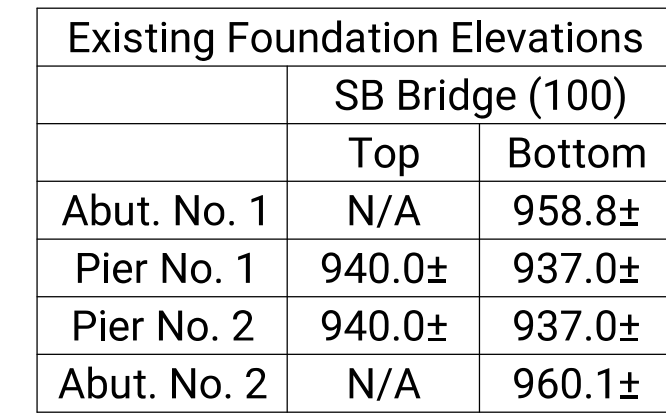 Existing Foundation Elevations
SB Bridge (100)
Top Bottom
Abut. No. 1 N/A 958.8±
Pier No. 1 940.0± 937.0±
Pier No. 2 940.0± 937.0±
Abut. No. 2 N/A 960.1±